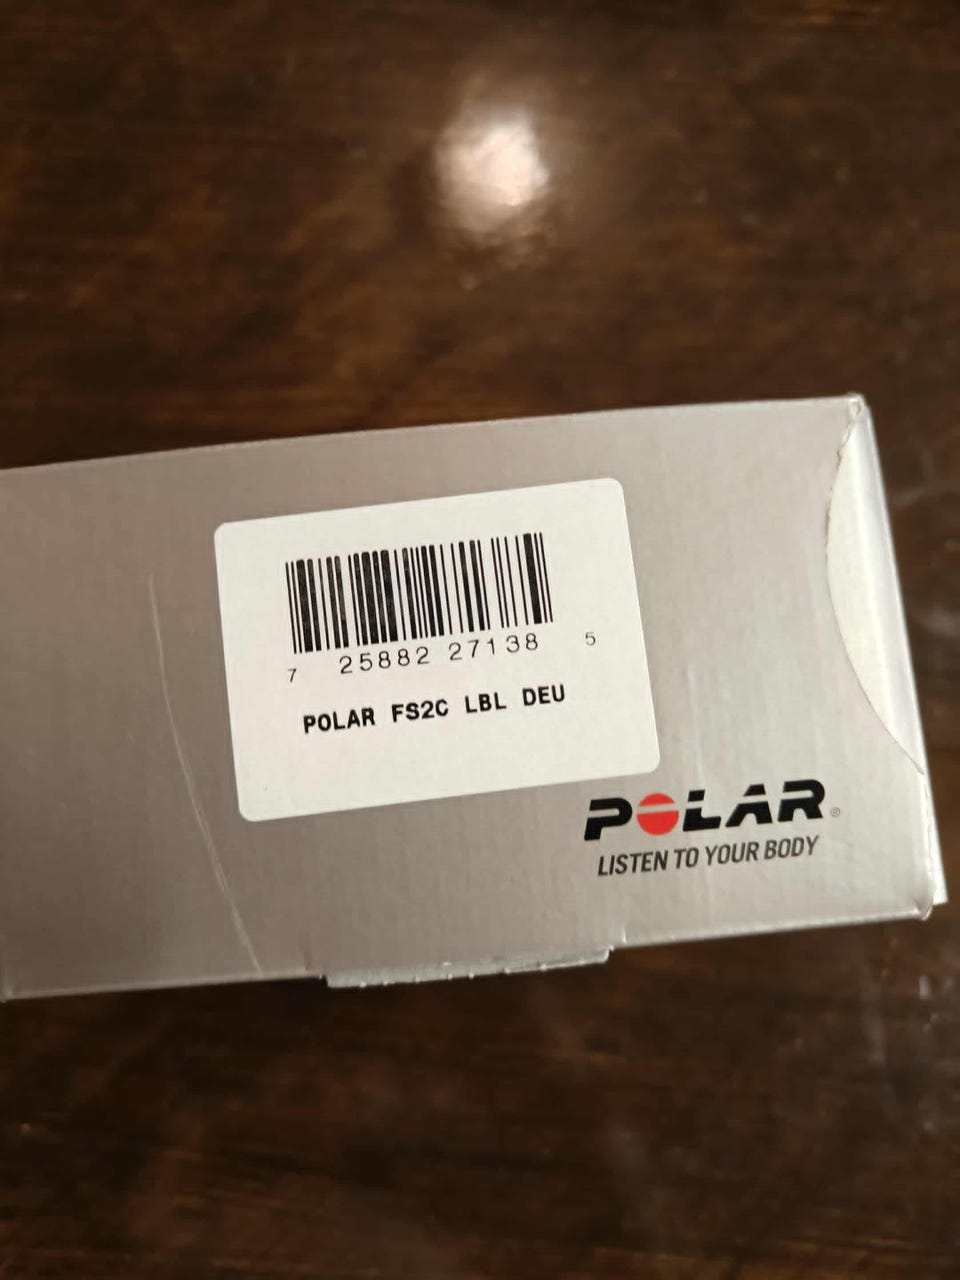 7 25882 27138 5
POLAR FS2C LBL DEU
POLAR®
LISTEN TO YOUR BODY